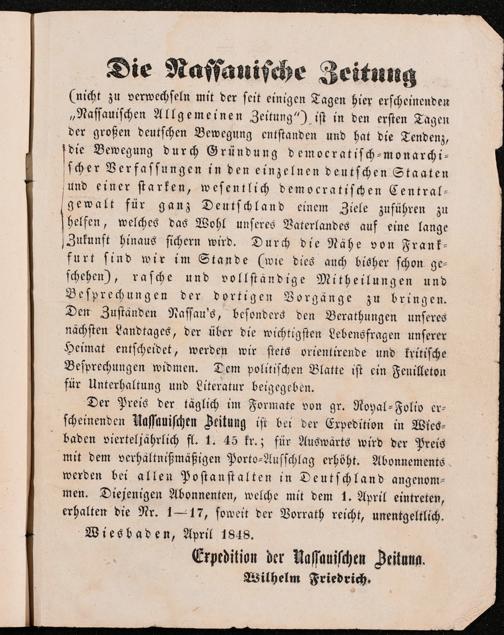 Die Nassauische Zeitung
(nicht zu verwechseln mit der seit einigen Tagen hier erscheinenden
„Nassauischen Allgemeinen Zeitung“) ist in den ersten Tagen
der großen deutschen Bewegung entstanden und hat die Tendenz,
die Bewegung durch Gründung democratisch-monarchi-
scher Verfassungen in den einzelnen deutschen Staaten
und einer starken, wesentlich democratischen Central-
gewalt für ganz Deutschland einem Ziele zuführen zu
helfen, welches das Wohl unseres Vaterlandes auf eine lange
Zukunft hinaus sichern wird. Durch die Nähe von Frank-
furt sind wir im Stande (wie dies auch bisher schon ge-
schehen), rasche und vollständige Mittheilungen und
Besprechungen der dortigen Vorgänge zu bringen.
Den Zuständen Nassau's, besonders den Berathungen unseres
nächsten Landtages, der über die wichtigsten Lebensfragen unserer
Heimat entscheidet, werden wir stets orientirende und kritische
Besprechungen widmen. Dem politischen Blatte ist ein Feuilleton
für Unterhaltung und Literatur beigegeben.
Der Preis der täglich im Formate von gr. Royal-Folio er-
scheinenden Nassauischen Zeitung ist bei der Expedition in Wies-
baden vierteljährlich fl. 1. 45 kr.; für Auswärts wird der Preis
mit dem verhältnißmäßigen Porto-Aufschlag erhöht. Abonnements
werden bei allen Postanstalten in Deutschland angenom-
men. Diejenigen Abonnenten, welche mit dem 1. April eintreten,
erhalten die Nr. 1—17, soweit der Vorrath reicht, unentgeltlich.
Wiesbaden, April 1848.
Expedition der Nassauischen Zeitung.
Wilhelm Friedrich.